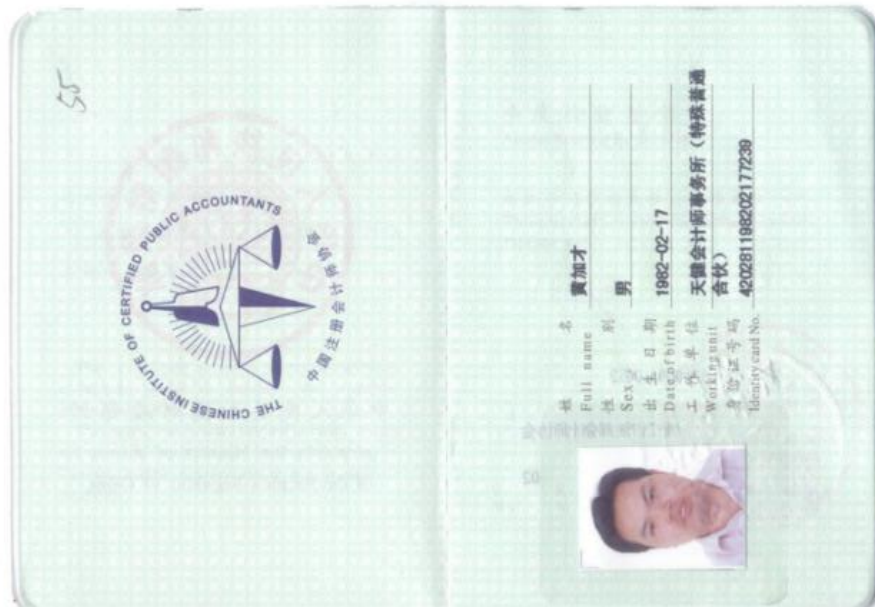 55
THE CHINESE INSTITUTE OF CERTIFIED PUBLIC ACCOUNTANTS
中国注册会计师协会
姓 名 黄加才
Full name
性 别 男
Sex
出 生 日 期 1982-02-17
Date of birth
工 作 单 位 天健会计师事务所（特殊普通
Working unit 合伙）
身份证号码 420281198202177239
Identity card No.